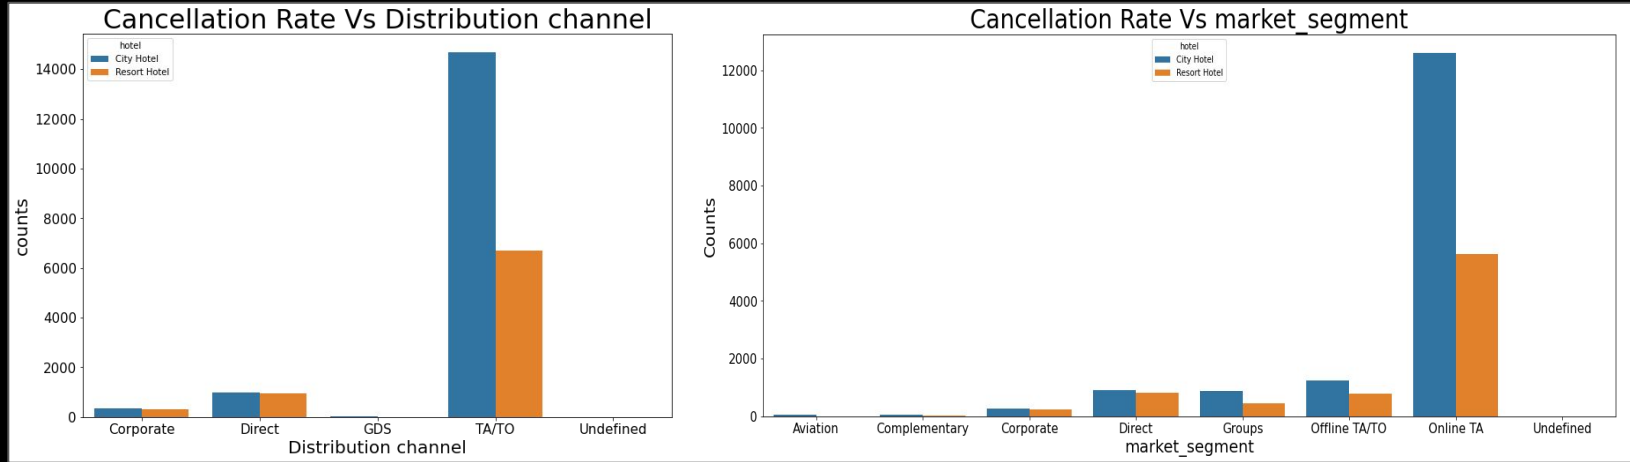 Cancellation Rate Vs Distribution channel
hotel
City Hotel
Resort Hotel
14000
12000
10000
8000
6000
4000
2000
0
counts
Corporate Direct GDS TA/TO Undefined
Distribution channel
Cancellation Rate Vs market_segment
hotel
City Hotel
Resort Hotel
12000
10000
8000
6000
4000
2000
0
Counts
Aviation Complementary Corporate Direct Groups Offline TA/TO Online TA Undefined
market_segment